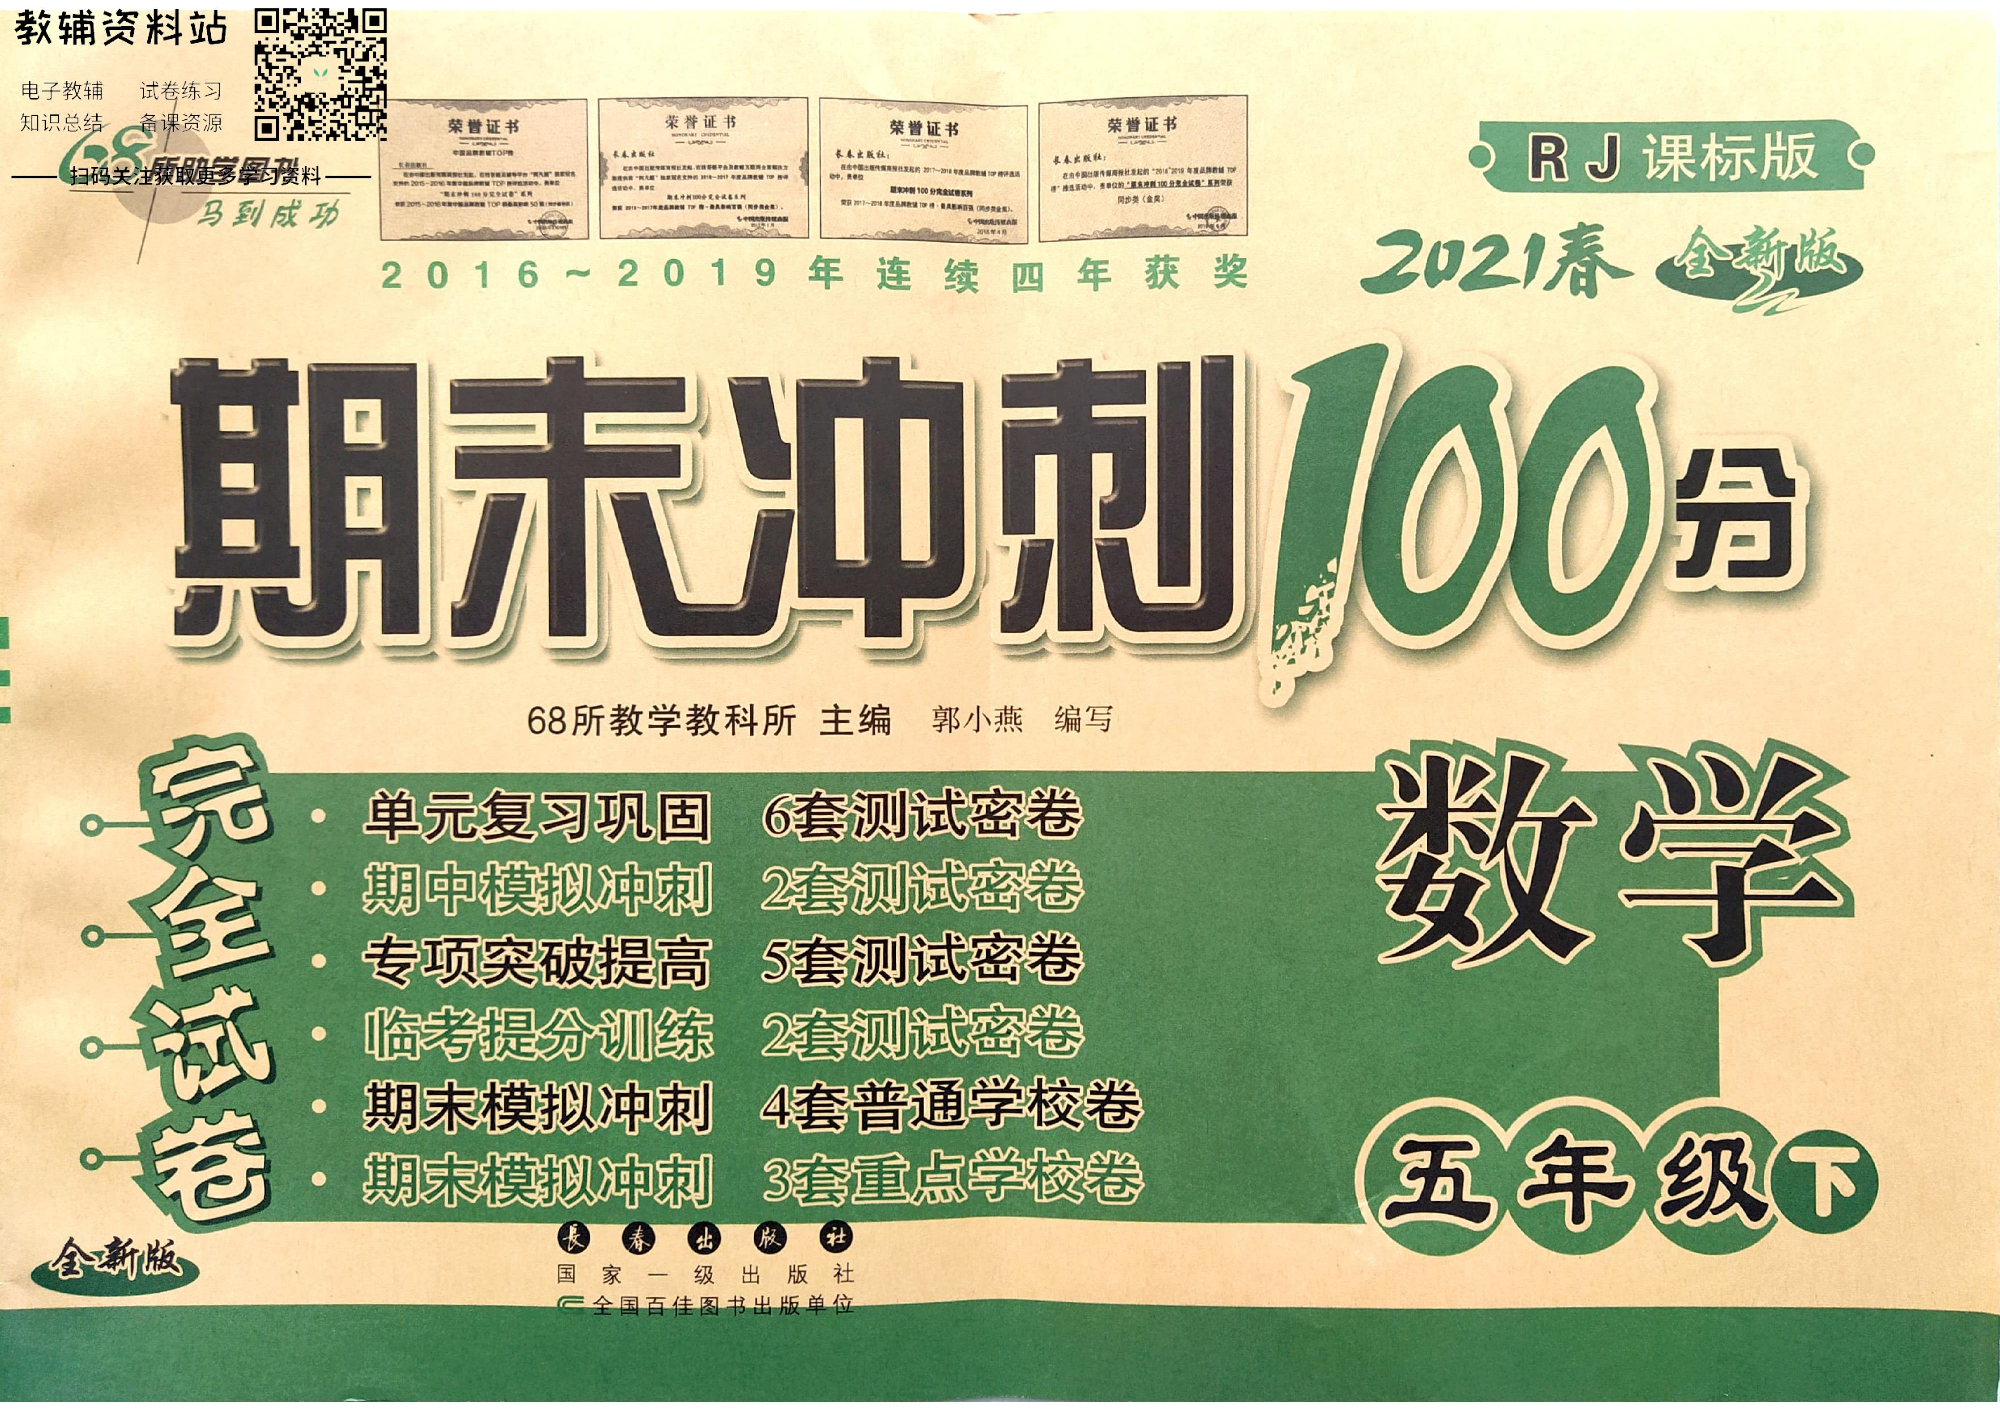 教辅资料站
电子教辅 试卷练习
知识总结 备课资源
扫码关注获取更多学习资料
68所助学图书
马到成功
荣誉证书
荣誉证书
荣誉证书
荣誉证书
2016~2019年连续四年获奖
RJ 课标版
2021春 全新版
期末冲刺100分
68所教学教科所 主编 郭小燕 编写
数学
完全试卷
· 单元复习巩固 6套测试密卷
· 期中模拟冲刺 2套测试密卷
· 专项突破提高 5套测试密卷
· 临考提分训练 2套测试密卷
· 期末模拟冲刺 4套普通学校卷
· 期末模拟冲刺 3套重点学校卷
五年级 下
全新版
長春出版社
国家一级出版社
全国百佳图书出版单位